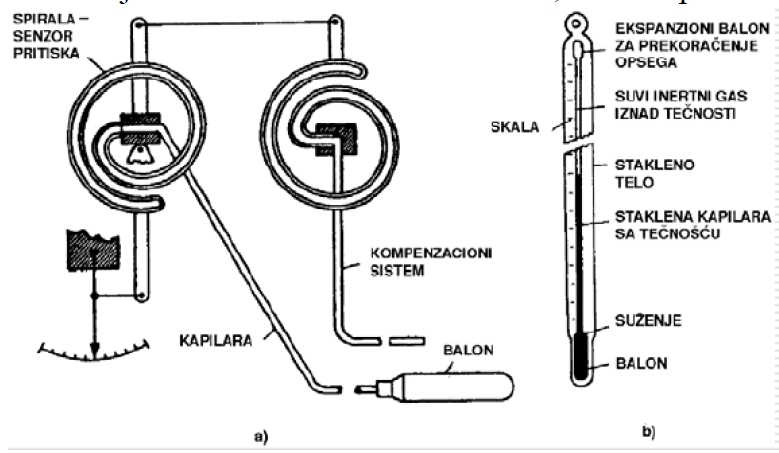 SPIRALA –
SENZOR
PRITISKA
KAPILARA
KOMPENZACIONI
SISTEM
BALON
a)
EKSPANZIONI BALON
ZA PREKORAČENJE
OPSEGA
SUVI INERTNI GAS
IZNAD TEČNOSTI
SKALA
STAKLENO
TELO
STAKLENA KAPILARA
SA TEČNOŠĆU
SUŽENJE
BALON
b)